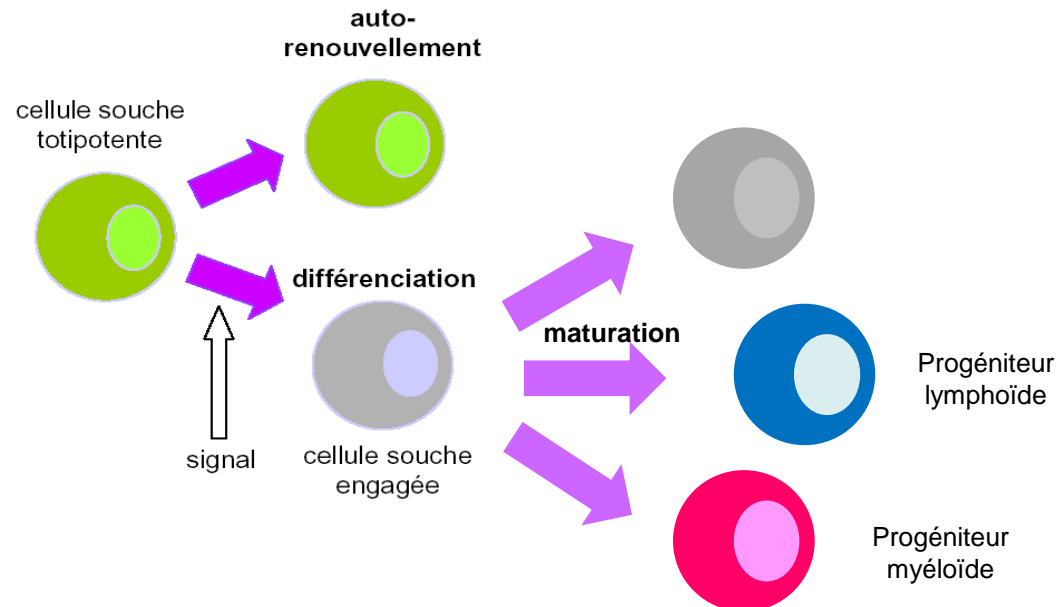 auto-
renouvellement
cellule souche
totipotente
différenciation
maturation
signal
cellule souche
engagée
Progéniteur
lymphoïde
Progéniteur
myéloïde